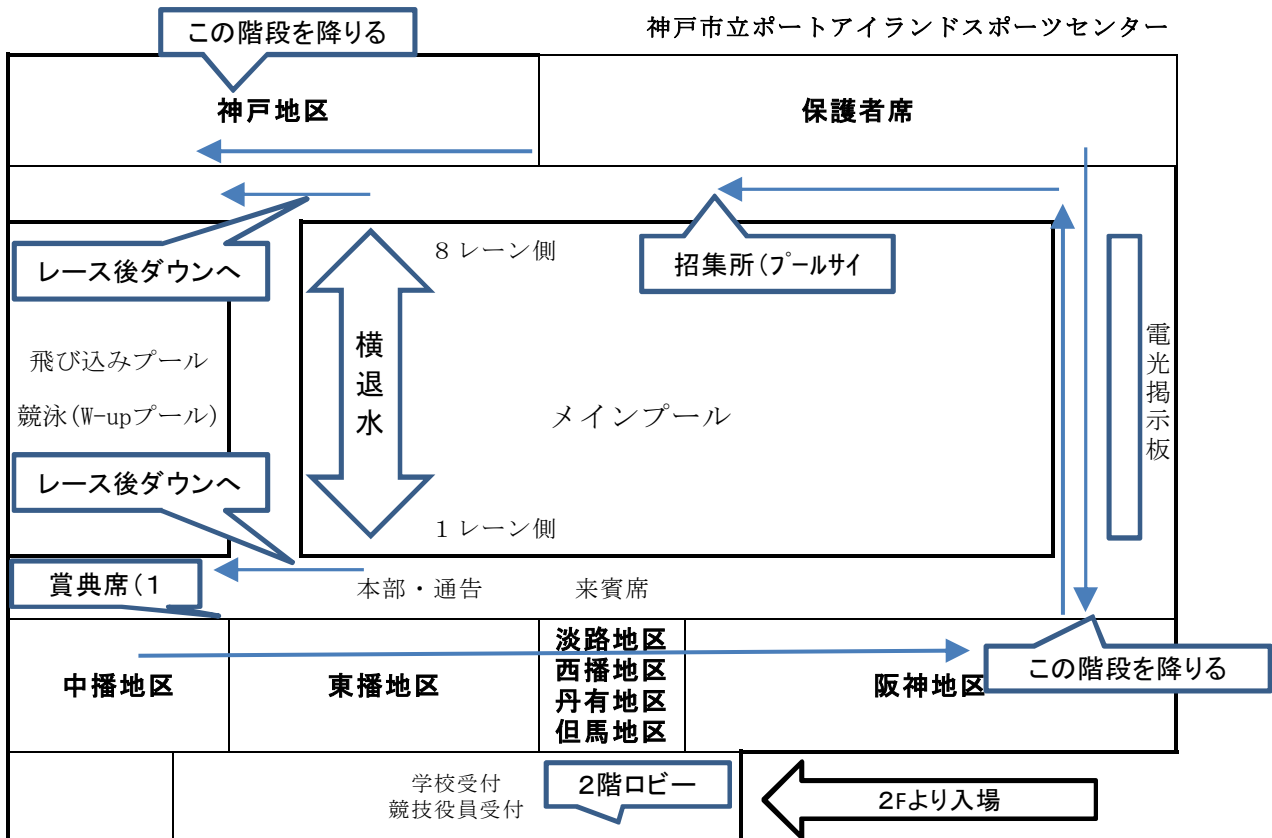 神戸市立ポートアイランドスポーツセンター
この階段を降りる
神戸地区
保護者席
レース後ダウンへ
８レーン側
招集所(ﾌﾟｰﾙｻｲ
横退水
電光掲示板
飛び込みプール
競泳(W-upプール)
メインプール
レース後ダウンへ
１レーン側
賞典席(１
本部・通告
来賓席
中播地区
東播地区
淡路地区
西播地区
丹有地区
但馬地区
阪神地区
この階段を降りる
学校受付
競技役員受付
２階ロビー
2Fより入場